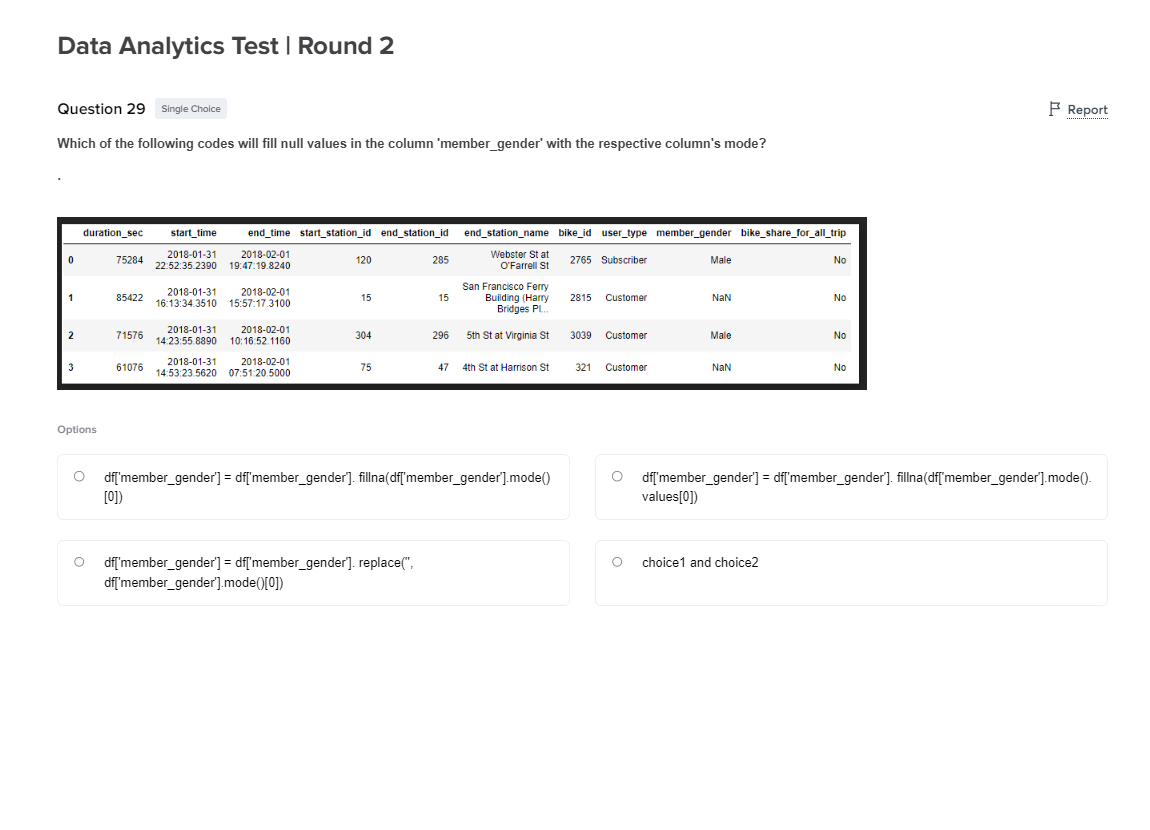 Data Analytics Test | Round 2
Question 29 Single Choice
Report
Which of the following codes will fill null values in the column 'member_gender' with the respective column's mode?
.
duration_sec start_time end_time start_station_id end_station_id end_station_name bike_id user_type member_gender bike_share_for_all_trip
0 75284 2018-01-31 22:52:35.2390 2018-02-01 19:47:19.8240 120 285 Webster St at O'Farrell St 2765 Subscriber Male No
1 85422 2018-01-31 16:13:34.3510 2018-02-01 15:57:17.3100 15 15 San Francisco Ferry Building (Harry Bridges Pl... 2815 Customer NaN No
2 71576 2018-01-31 14:23:55.8890 2018-02-01 10:16:52.1160 304 296 5th St at Virginia St 3039 Customer Male No
3 61076 2018-01-31 14:53:23.5620 2018-02-01 07:51:20.5000 75 47 4th St at Harrison St 321 Customer NaN No
Options
df['member_gender'] = df['member_gender']. fillna(df['member_gender'].mode()
[0])
df['member_gender'] = df['member_gender']. fillna(df['member_gender'].mode().
values[0])
df['member_gender'] = df['member_gender']. replace('',
df['member_gender'].mode()[0])
choice1 and choice2